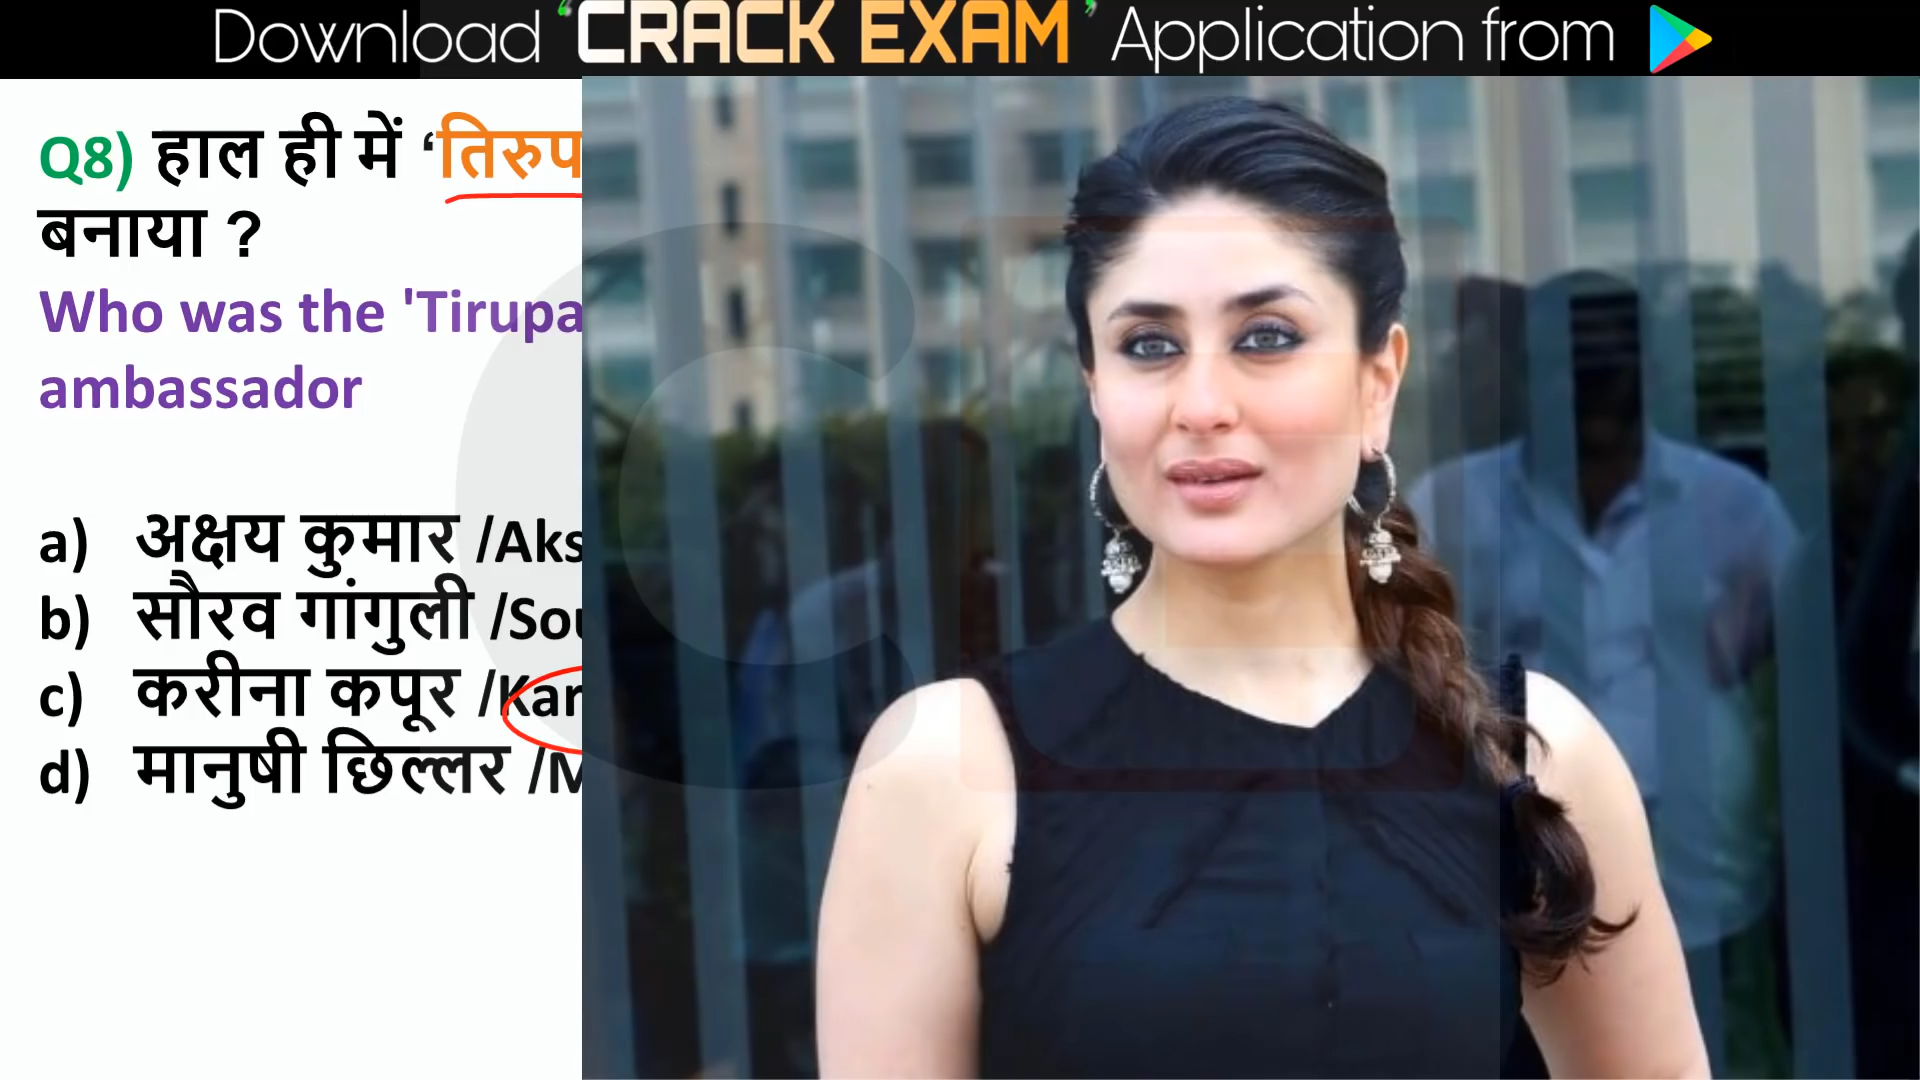 Download 'CRACK EXAM' Application from
Q8) हाल ही में ‘तिरुप
बनाया ?
Who was the 'Tirupa
ambassador
a) अक्षय कुमार /Aks
b) सौरव गांगुली /Sou
c) करीना कपूर /Kar
d) मानुषी छिल्लर /M